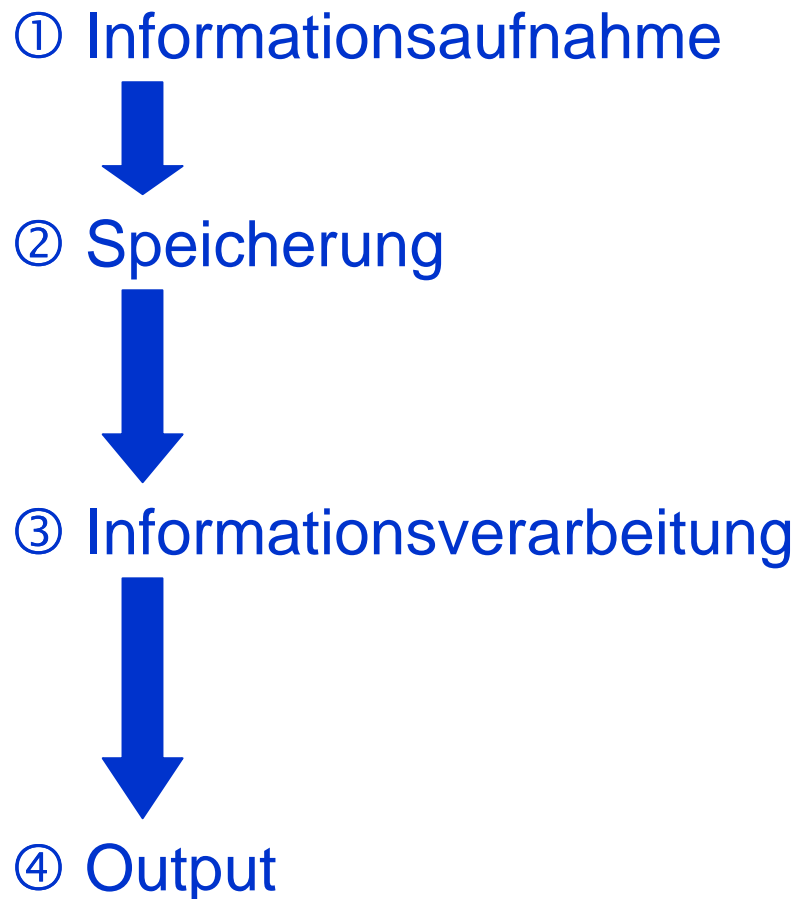 ① Informationsaufnahme
② Speicherung
③ Informationsverarbeitung
④ Output